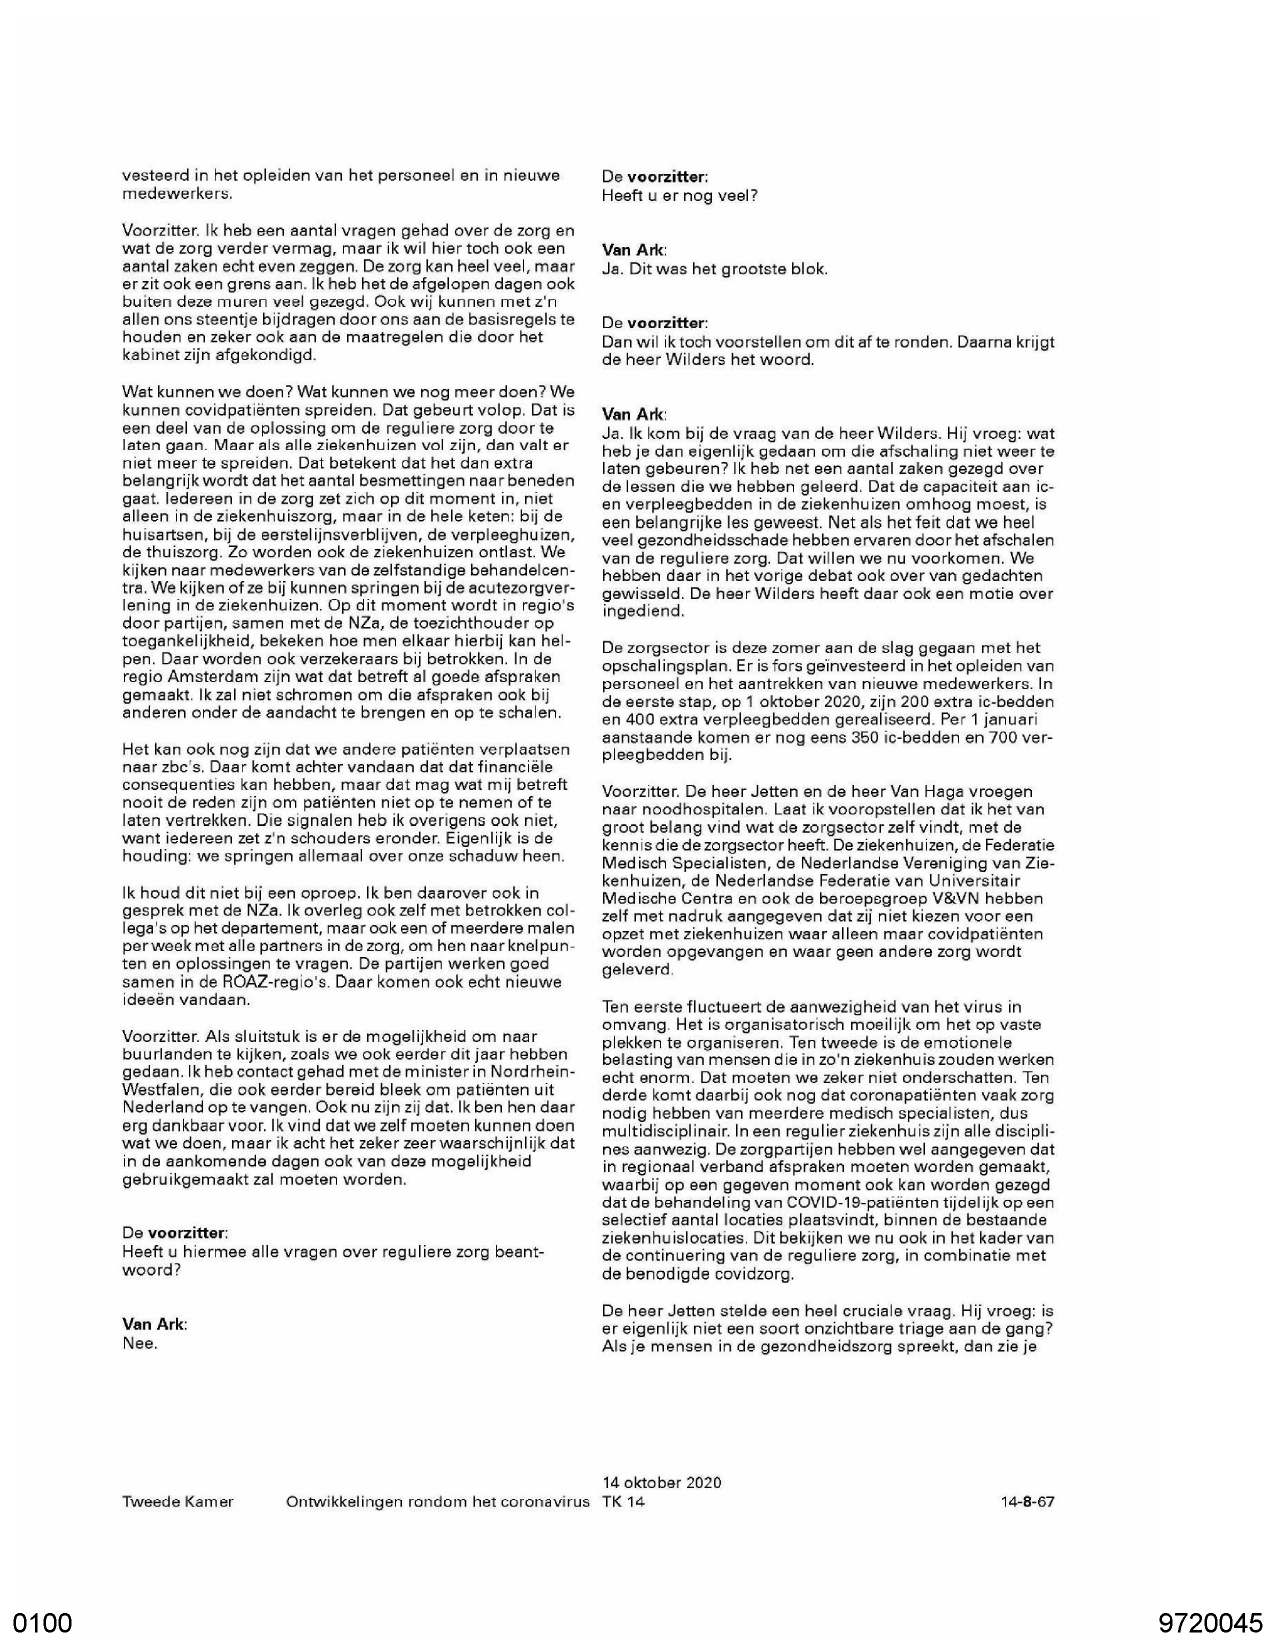 vesteerd in het opleiden van het personeel en in nieuwe
medewerkers.
Voorzitter. Ik heb een aantal vragen gehad over de zorg en
wat de zorg verder vermag, maar ik wil hier toch ook een
aantal zaken echt even zeggen. De zorg kan heel veel, maar
er zit ook een grens aan. Ik heb het de afgelopen dagen ook
buiten deze muren veel gezegd. Ook wij kunnen met z'n
allen ons steentje bijdragen door ons aan de basisregels te
houden en zeker ook aan de maatregelen die door het
kabinet zijn afgekondigd.
Wat kunnen we doen? Wat kunnen we nog meer doen? We
kunnen covidpatiënten spreiden. Dat gebeurt volop. Dat is
een deel van de oplossing om de reguliere zorg door te
laten gaan. Maar als alle ziekenhuizen vol zijn, dan valt er
niet meer te spreiden. Dat betekent dat het dan extra
belangrijk wordt dat het aantal besmettingen naar beneden
gaat. Iedereen in de zorg zet zich op dit moment in, niet
alleen in de ziekenhuiszorg, maar in de hele keten: bij de
huisartsen, bij de eerstelijnsverblijven, de verpleeghuizen,
de thuiszorg. Zo worden ook de ziekenhuizen ontlast. We
kijken naar medewerkers van de zelfstandige behandelcen-
tra. We kijken of ze bij kunnen springen bij de acutezorgver-
lening in de ziekenhuizen. Op dit moment wordt in regio's
door partijen, samen met de NZa, de toezichthouder op
toegankelijkheid, bekeken hoe men elkaar hierbij kan hel-
pen. Daar worden ook verzekeraars bij betrokken. In de
regio Amsterdam zijn wat dat betreft al goede afspraken
gemaakt. Ik zal niet schromen om die afspraken ook bij
anderen onder de aandacht te brengen en op te schalen.
Het kan ook nog zijn dat we andere patiënten verplaatsen
naar zbc's. Daar komt achter vandaan dat dat financiële
consequenties kan hebben, maar dat mag wat mij betreft
nooit de reden zijn om patiënten niet op te nemen of te
laten vertrekken. Die signalen heb ik overigens ook niet,
want iedereen zet z'n schouders eronder. Eigenlijk is de
houding: we springen allemaal over onze schaduw heen.
Ik houd dit niet bij een oproep. Ik ben daarover ook in
gesprek met de NZa. Ik overleg ook zelf met betrokken col-
lega's op het departement, maar ook een of meerdere malen
per week met alle partners in de zorg, om hen naar knelpun-
ten en oplossingen te vragen. De partijen werken goed
samen in de ROAZ-regio's. Daar komen ook echt nieuwe
ideeën vandaan.
Voorzitter. Als sluitstuk is er de mogelijkheid om naar
buurlanden te kijken, zoals we ook eerder dit jaar hebben
gedaan. Ik heb contact gehad met de minister in Nordrhein-
Westfalen, die ook eerder bereid bleek om patiënten uit
Nederland op te vangen. Ook nu zijn zij dat. Ik ben hen daar
erg dankbaar voor. Ik vind dat we zelf moeten kunnen doen
wat we doen, maar ik acht het zeker zeer waarschijnlijk dat
in de aankomende dagen ook van deze mogelijkheid
gebruikgemaakt zal moeten worden.
De voorzitter:
Heeft u hiermee alle vragen over reguliere zorg beant-
woord?
Van Ark:
Nee.
De voorzitter:
Heeft u er nog veel?
Van Ark:
Ja. Dit was het grootste blok.
De voorzitter:
Dan wil ik toch voorstellen om dit af te ronden. Daarna krijgt
de heer Wilders het woord.
Van Ark:
Ja. Ik kom bij de vraag van de heer Wilders. Hij vroeg: wat
heb je dan eigenlijk gedaan om die afschaling niet weer te
laten gebeuren? Ik heb net een aantal zaken gezegd over
de lessen die we hebben geleerd. Dat de capaciteit aan ic-
en verpleegbedden in de ziekenhuizen omhoog moest, is
een belangrijke les geweest. Net als het feit dat we heel
veel gezondheidsschade hebben ervaren door het afschalen
van de reguliere zorg. Dat willen we nu voorkomen. We
hebben daar in het vorige debat ook over van gedachten
gewisseld. De heer Wilders heeft daar ook een motie over
ingediend.
De zorgsector is deze zomer aan de slag gegaan met het
opschalingsplan. Er is fors geïnvesteerd in het opleiden van
personeel en het aantrekken van nieuwe medewerkers. In
de eerste stap, op 1 oktober 2020, zijn 200 extra ic-bedden
en 400 extra verpleegbedden gerealiseerd. Per 1 januari
aanstaande komen er nog eens 350 ic-bedden en 700 ver-
pleegbedden bij.
Voorzitter. De heer Jetten en de heer Van Haga vroegen
naar noodhospitalen. Laat ik vooropstellen dat ik het van
groot belang vind wat de zorgsector zelf vindt, met de
kennis die de zorgsector heeft. De ziekenhuizen, de Federatie
Medisch Specialisten, de Nederlandse Vereniging van Zie-
kenhuizen, de Nederlandse Federatie van Universitair
Medische Centra en ook de beroepsgroep V&VN hebben
zelf met nadruk aangegeven dat zij niet kiezen voor een
opzet met ziekenhuizen waar alleen maar covidpatiënten
worden opgevangen en waar geen andere zorg wordt
geleverd.
Ten eerste fluctueert de aanwezigheid van het virus in
omvang. Het is organisatorisch moeilijk om het op vaste
plekken te organiseren. Ten tweede is de emotionele
belasting van mensen die in zo'n ziekenhuis zouden werken
echt enorm. Dat moeten we zeker niet onderschatten. Ten
derde komt daarbij ook nog dat coronapatiënten vaak zorg
nodig hebben van meerdere medisch specialisten, dus
multidisciplinair. In een regulier ziekenhuis zijn alle discipli-
nes aanwezig. De zorgpartijen hebben wel aangegeven dat
in regionaal verband afspraken moeten worden gemaakt,
waarbij op een gegeven moment ook kan worden gezegd
dat de behandeling van COVID-19-patiënten tijdelijk op een
selectief aantal locaties plaatsvindt, binnen de bestaande
ziekenhuislocaties. Dit bekijken we nu ook in het kader van
de continuering van de reguliere zorg, in combinatie met
de benodigde covidzorg.
De heer Jetten stelde een heel cruciale vraag. Hij vroeg: is
er eigenlijk niet een soort onzichtbare triage aan de gang?
Als je mensen in de gezondheidszorg spreekt, dan zie je
14 oktober 2020
Tweede Kamer Ontwikkelingen rondom het coronavirus TK 14 14-8-67
0100 9720045